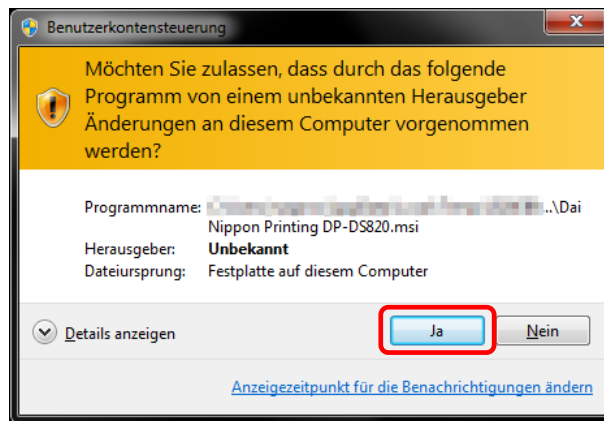 Benutzerkontensteuerung
Möchten Sie zulassen, dass durch das folgende
Programm von einem unbekannten Herausgeber
Änderungen an diesem Computer vorgenommen
werden?
Programmname: ..\Dai
Nippon Printing DP-DS820.msi
Herausgeber: Unbekannt
Dateiursprung: Festplatte auf diesem Computer
Details anzeigen
Ja
Nein
Anzeigezeitpunkt für die Benachrichtigungen ändern